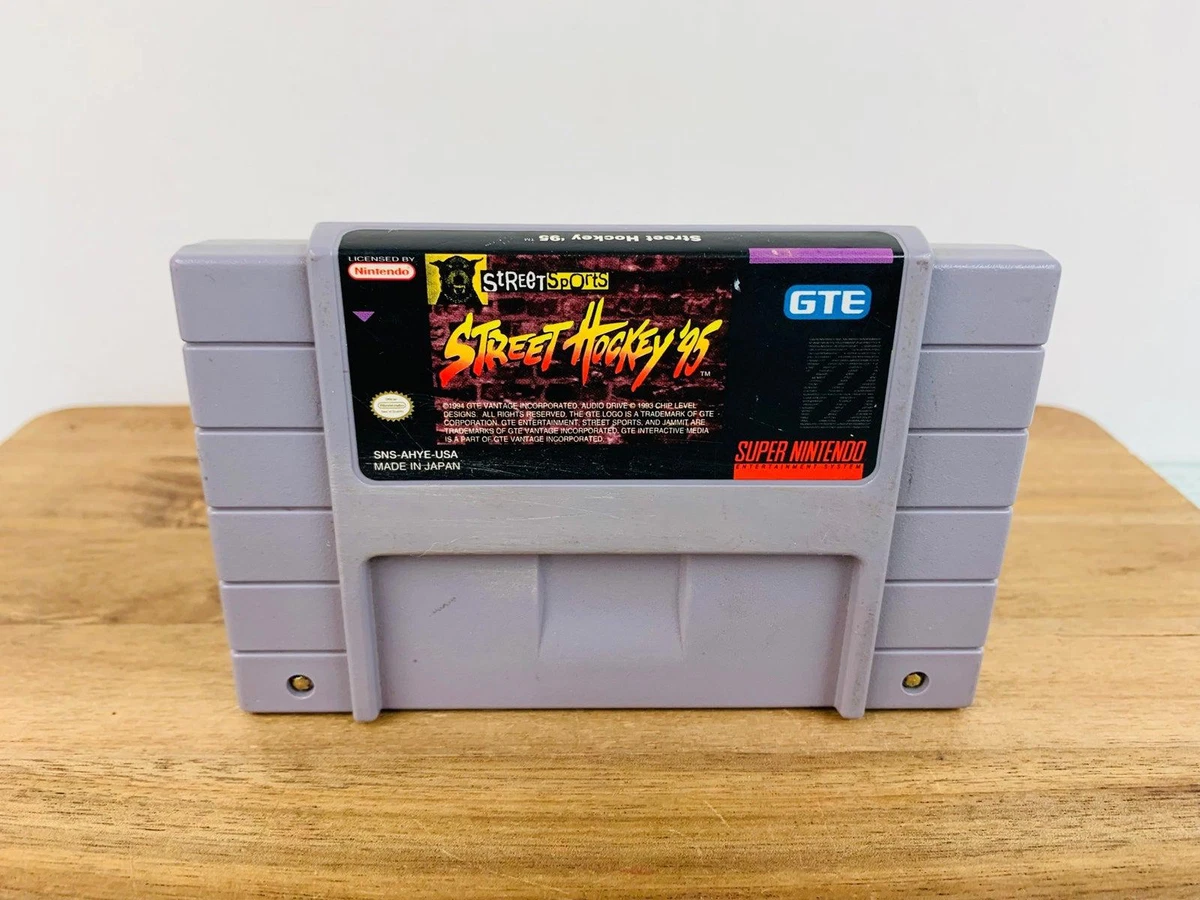 Street Hockey '95 ™
LICENSED BY
Nintendo
STREETSPORTS
GTE
STREET HOCKEY '95 ™
©1994 GTE VANTAGE INCORPORATED. AUDIO DRIVE © 1993 CHIP LEVEL
DESIGNS. ALL RIGHTS RESERVED. THE GTE LOGO IS A TRADEMARK OF GTE
CORPORATION. GTE ENTERTAINMENT, STREET SPORTS, AND JAMMIT, ARE
TRADEMARKS OF GTE VANTAGE INCORPORATED. GTE INTERACTIVE MEDIA
IS A PART OF GTE VANTAGE INCORPORATED.
SNS-AHYE-USA
MADE IN JAPAN
SUPER NINTENDO
ENTERTAINMENT SYSTEM